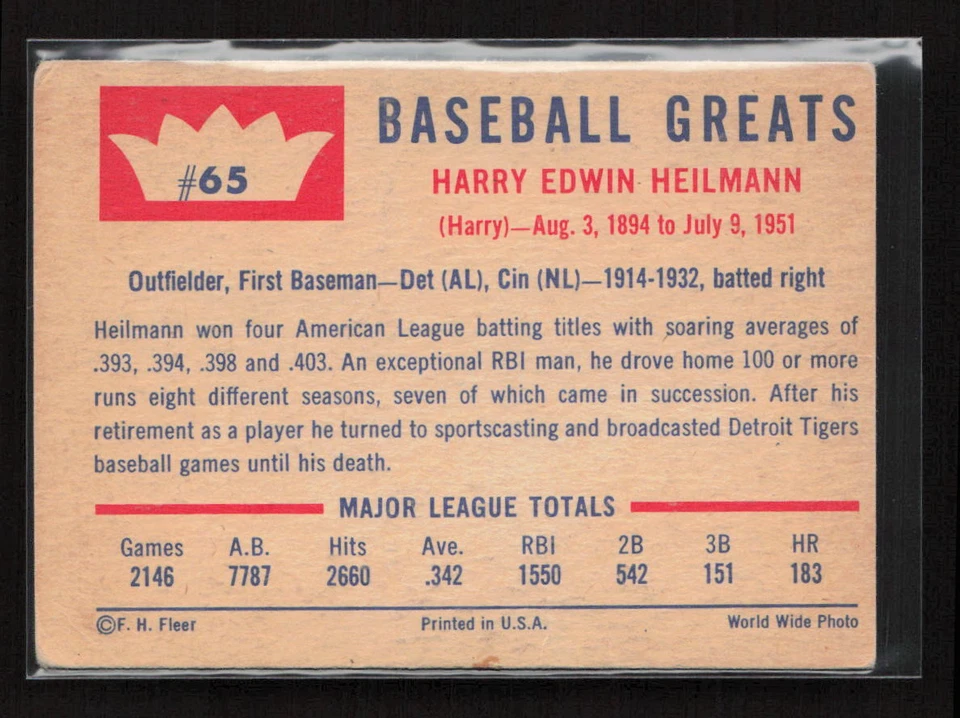 #65
BASEBALL GREATS
HARRY EDWIN HEILMANN
(Harry)—Aug. 3, 1894 to July 9, 1951
Outfielder, First Baseman—Det (AL), Cin (NL)—1914-1932, batted right
Heilmann won four American League batting titles with soaring averages of
.393, .394, .398 and .403. An exceptional RBI man, he drove home 100 or more
runs eight different seasons, seven of which came in succession. After his
retirement as a player he turned to sportscasting and broadcasted Detroit Tigers
baseball games until his death.
MAJOR LEAGUE TOTALS
Games A.B. Hits Ave. RBI 2B 3B HR
2146 7787 2660 .342 1550 542 151 183
©F. H. Fleer Printed in U.S.A. World Wide Photo